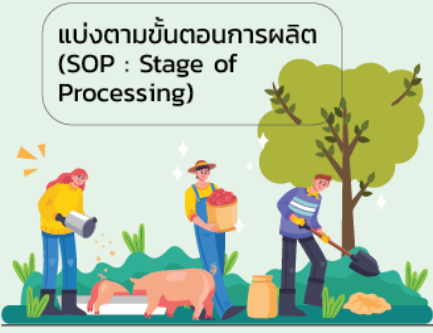 แบ่งตามขั้นตอนการผลิต
(SOP : Stage of
Processing)